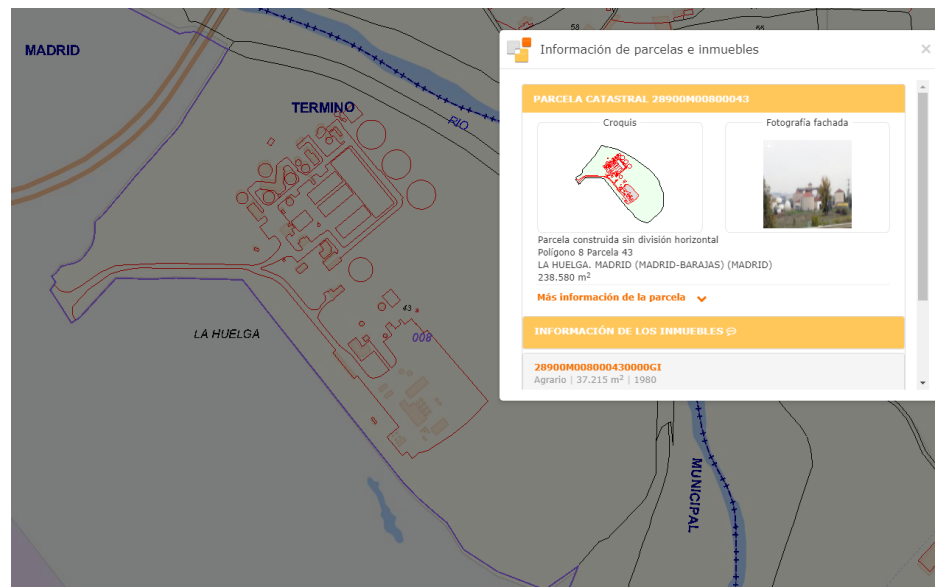 MADRID
TERMINO
RIO
58
56
LA HUELGA
43
008
MUNICIPAL
Información de parcelas e inmuebles
×
PARCELA CATASTRAL 28900M00800043
Croquis
Fotografía fachada
Parcela construida sin división horizontal
Polígono 8 Parcela 43
LA HUELGA. MADRID (MADRID-BARAJAS) (MADRID)
238.580 m²
Más información de la parcela
INFORMACIÓN DE LOS INMUEBLES
28900M008000430000GI
Agrario | 37.215 m² | 1980